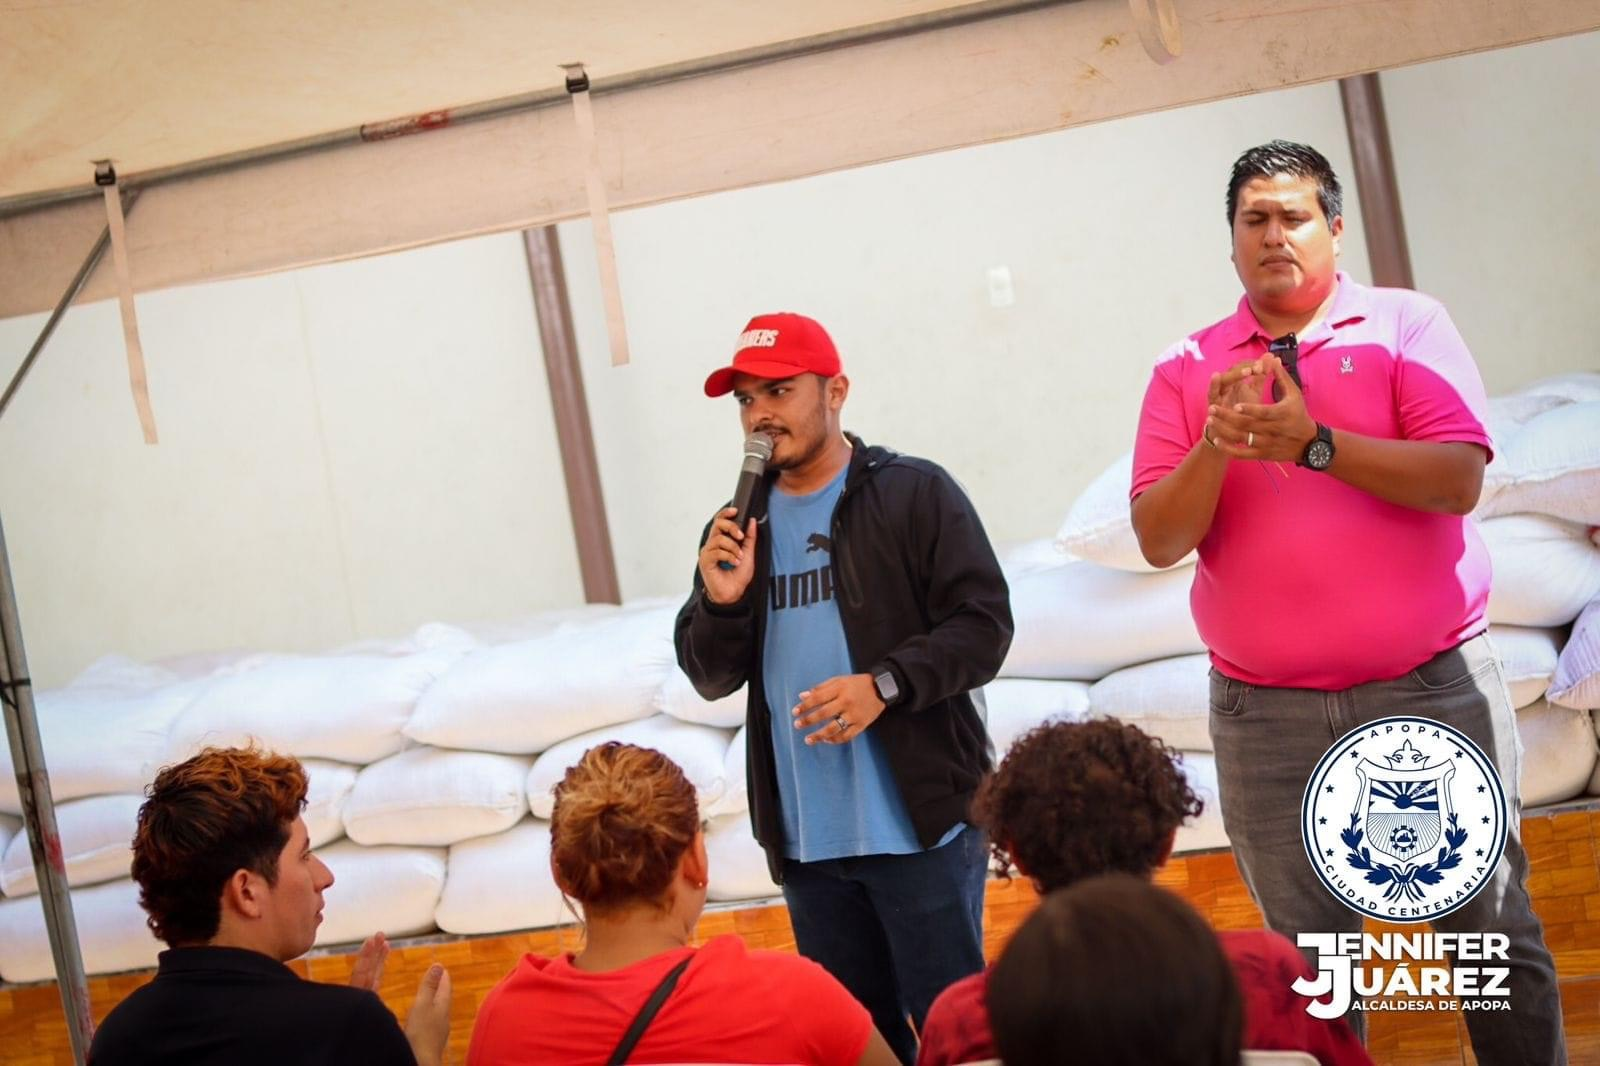 PUMA
APOPA
CIUDAD CENTENARIA
JENNIFER
JUÁREZ
ALCALDESA DE APOPA